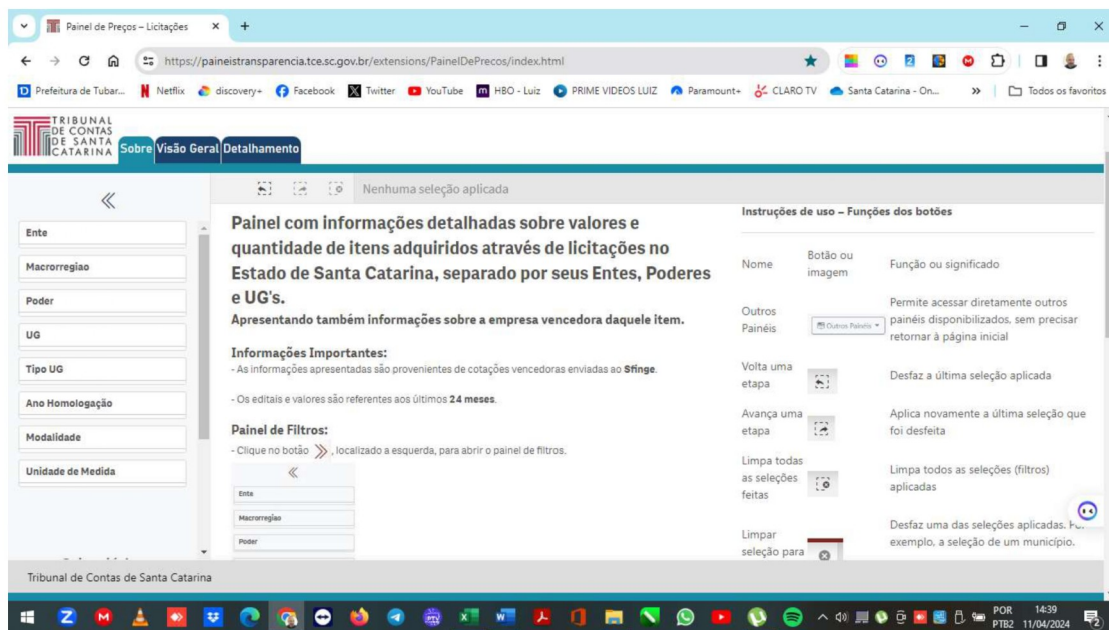 Painel de Preços – Licitações
https://paineistransparencia.tce.sc.gov.br/extensions/PainelDePrecos/index.html
Prefeitura de Tubar... Netflix discovery+ Facebook Twitter YouTube HBO - Luiz PRIME VIDEOS LUIZ Paramount+ CLARO TV Santa Catarina - On... » Todos os favoritos
TRIBUNAL
DE CONTAS
DE SANTA
CATARINA
Sobre Visão Geral Detalhamento
Nenhuma seleção aplicada
Ente
Macrorregiao
Poder
UG
Tipo UG
Ano Homologação
Modalidade
Unidade de Medida
Painel com informações detalhadas sobre valores e
quantidade de itens adquiridos através de licitações no
Estado de Santa Catarina, separado por seus Entes, Poderes
e UG's.
Apresentando também informações sobre a empresa vencedora daquele item.
Informações Importantes:
- As informações apresentadas são provenientes de cotações vencedoras enviadas ao Sfinge.
- Os editais e valores são referentes aos últimos 24 meses.
Painel de Filtros:
- Clique no botão , localizado a esquerda, para abrir o painel de filtros.
Ente
Macrorregiao
Poder
Instruções de uso – Funções dos botões
Nome Botão ou imagem Função ou significado
Outros Painéis Outros Painéis Permite acessar diretamente outros
painéis disponibilizados, sem precisar
retornar à página inicial
Volta uma etapa Desfaz a última seleção aplicada
Avança uma etapa Aplica novamente a última seleção que
foi desfeita
Limpa todas as seleções feitas Limpa todos as seleções (filtros)
aplicadas
Limpar seleção para Desfaz uma das seleções aplicadas. Por
exemplo, a seleção de um município.
Tribunal de Contas de Santa Catarina
POR 14:39
PTB2 11/04/2024